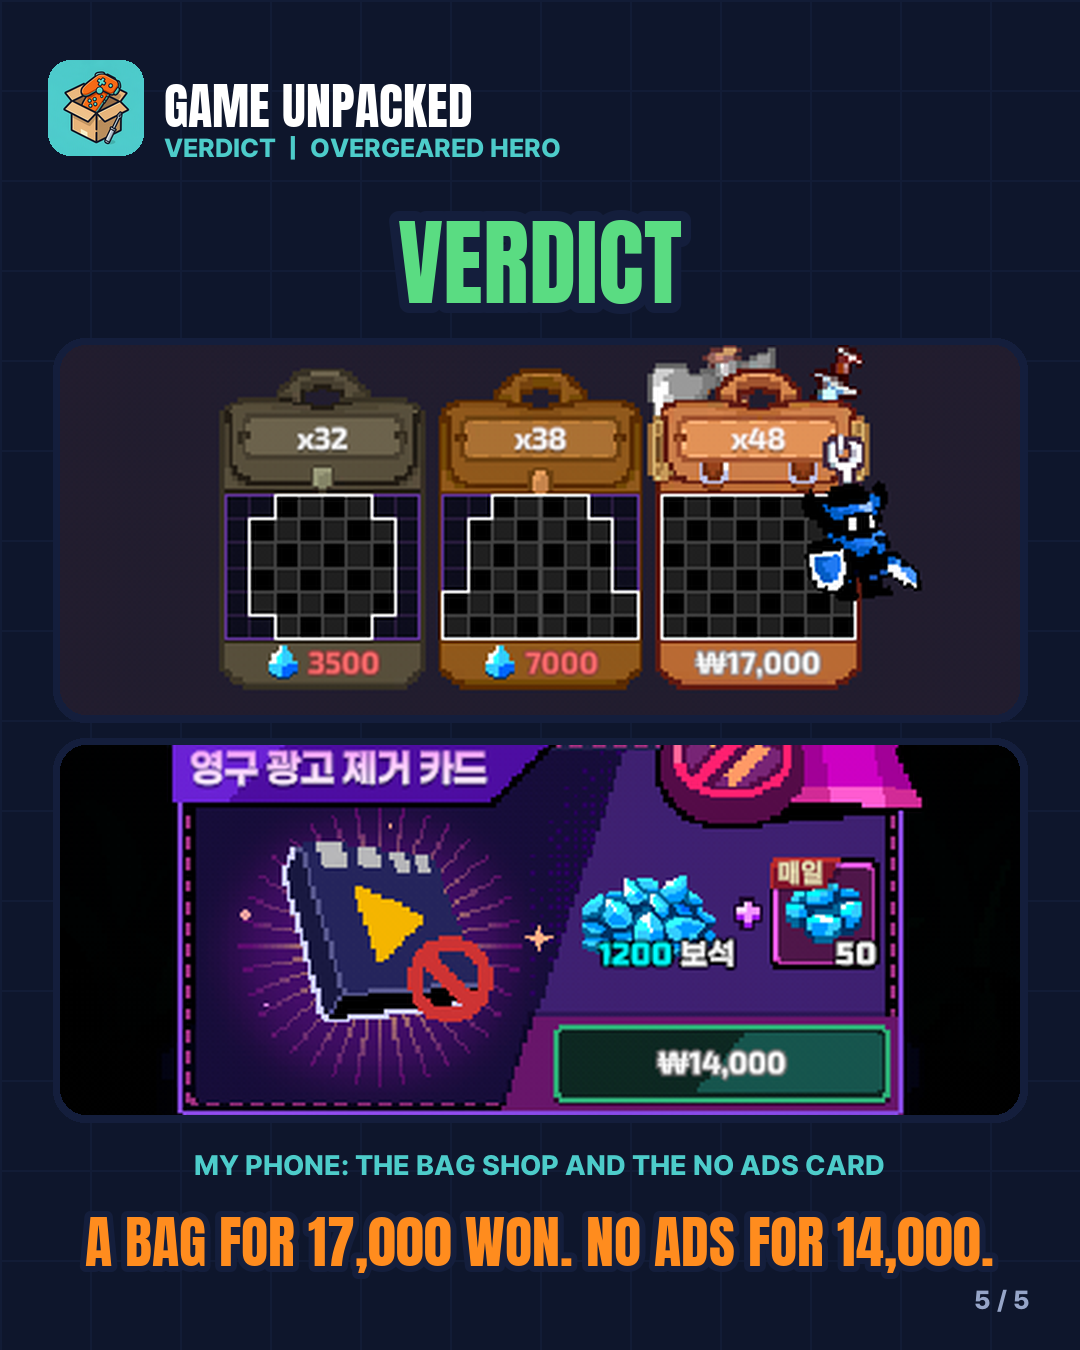 GAME UNPACKED
VERDICT | OVERGEARED HERO
VERDICT
x32
x38
x48
3500
7000
₩17,000
영구 광고 제거 카드
매일
1200 보석
50
₩14,000
MY PHONE: THE BAG SHOP AND THE NO ADS CARD
A BAG FOR 17,000 WON. NO ADS FOR 14,000.
5 / 5